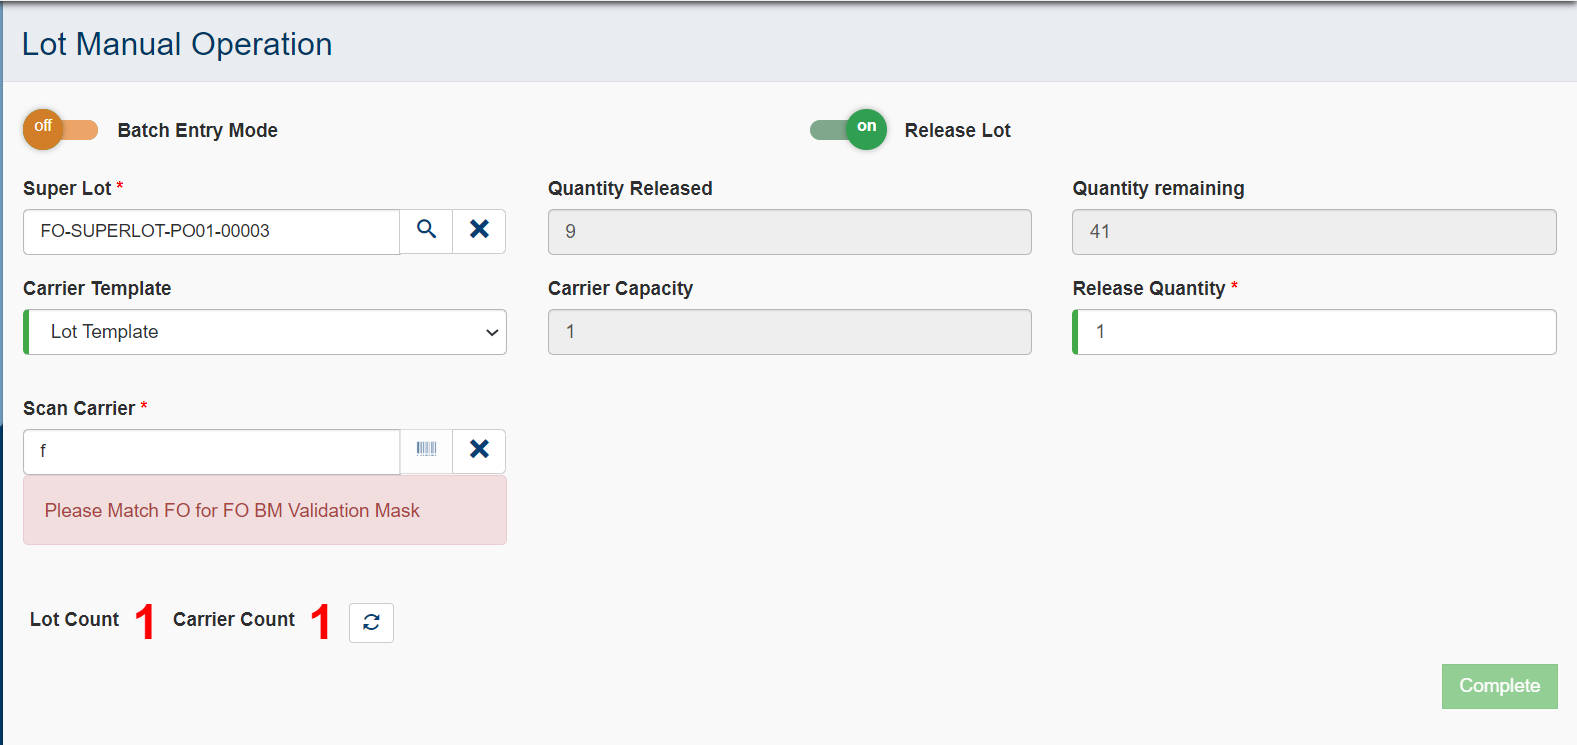 Lot Manual Operation
off Batch Entry Mode on Release Lot
Super Lot * Quantity Released Quantity remaining
FO-SUPERLOT-PO01-00003 9 41
Carrier Template Carrier Capacity Release Quantity *
Lot Template 1 1
Scan Carrier *
f
Please Match FO for FO BM Validation Mask
Lot Count 1 Carrier Count 1
Complete